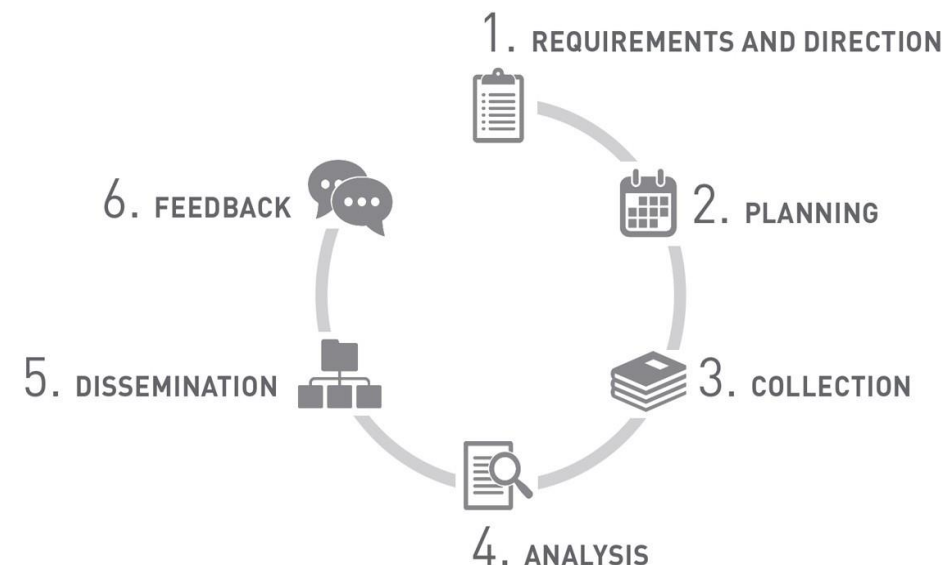 1. REQUIREMENTS AND DIRECTION
2. PLANNING
3. COLLECTION
4. ANALYSIS
5. DISSEMINATION
6. FEEDBACK